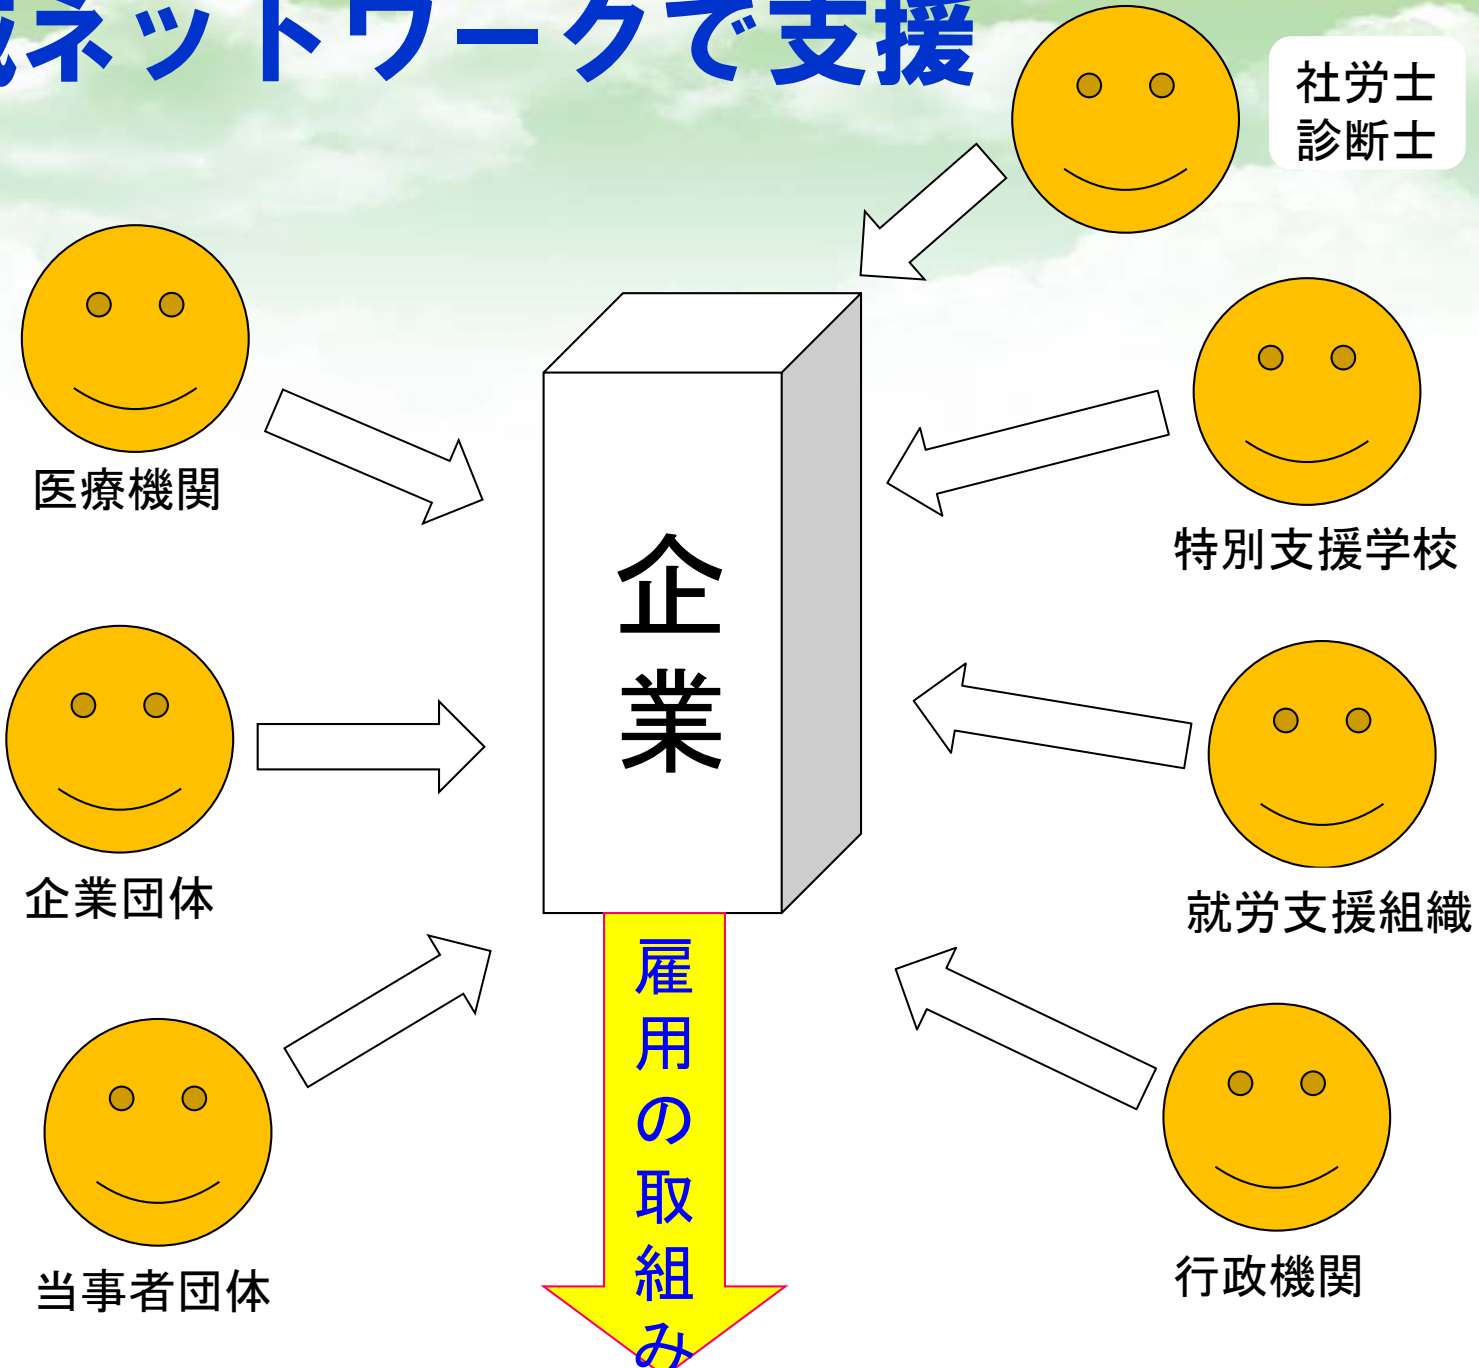 ネットワークで支援
社労士
診断士
医療機関
特別支援学校
企業
企業団体
就労支援組織
雇用の取組み
当事者団体
行政機関